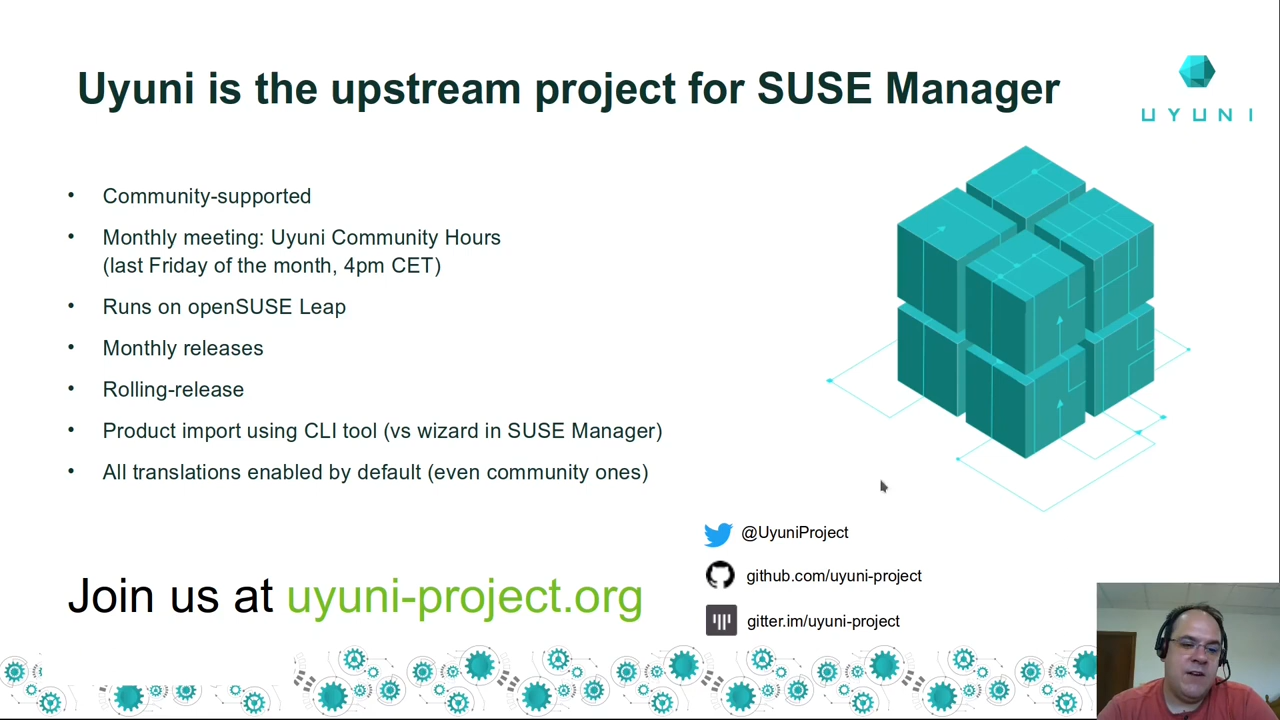 Uyuni is the upstream project for SUSE Manager
UYUNI
• Community-supported
• Monthly meeting: Uyuni Community Hours
(last Friday of the month, 4pm CET)
• Runs on openSUSE Leap
• Monthly releases
• Rolling-release
• Product import using CLI tool (vs wizard in SUSE Manager)
• All translations enabled by default (even community ones)
@UyuniProject
github.com/uyuni-project
gitter.im/uyuni-project
Join us at uyuni-project.org